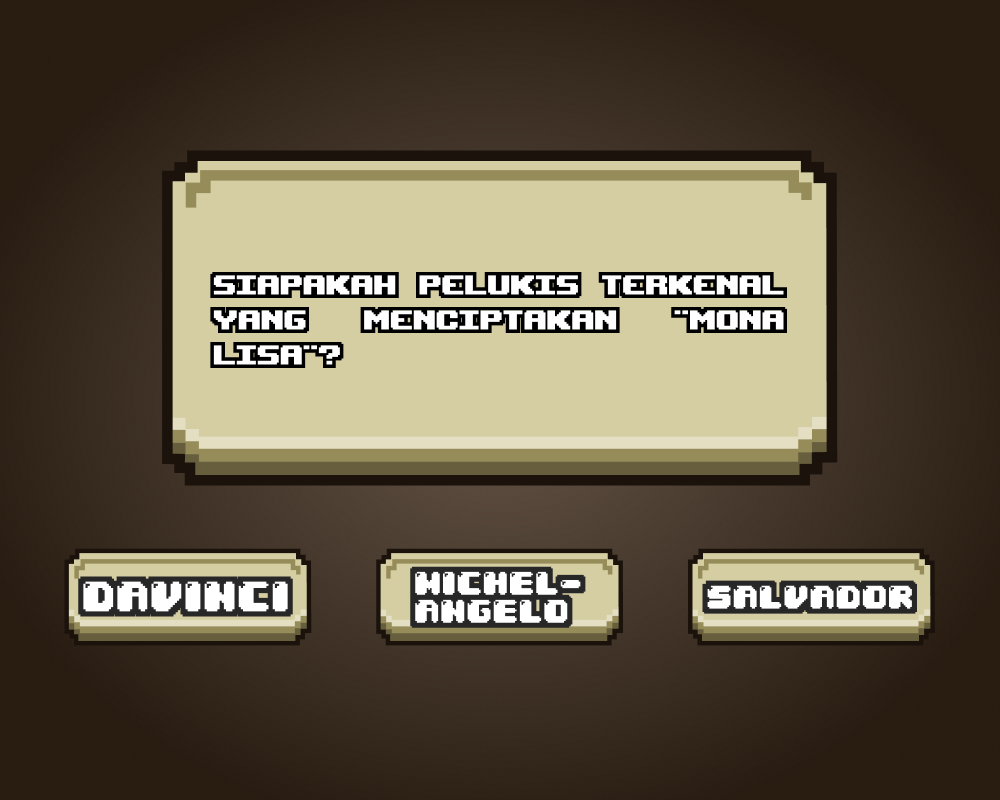 SIAPAKAH PELUKIS TERKENAL
YANG MENCIPTAKAN "MONA
LISA"?
DAVINCI
MICHEL-
ANGELO
SALVADOR